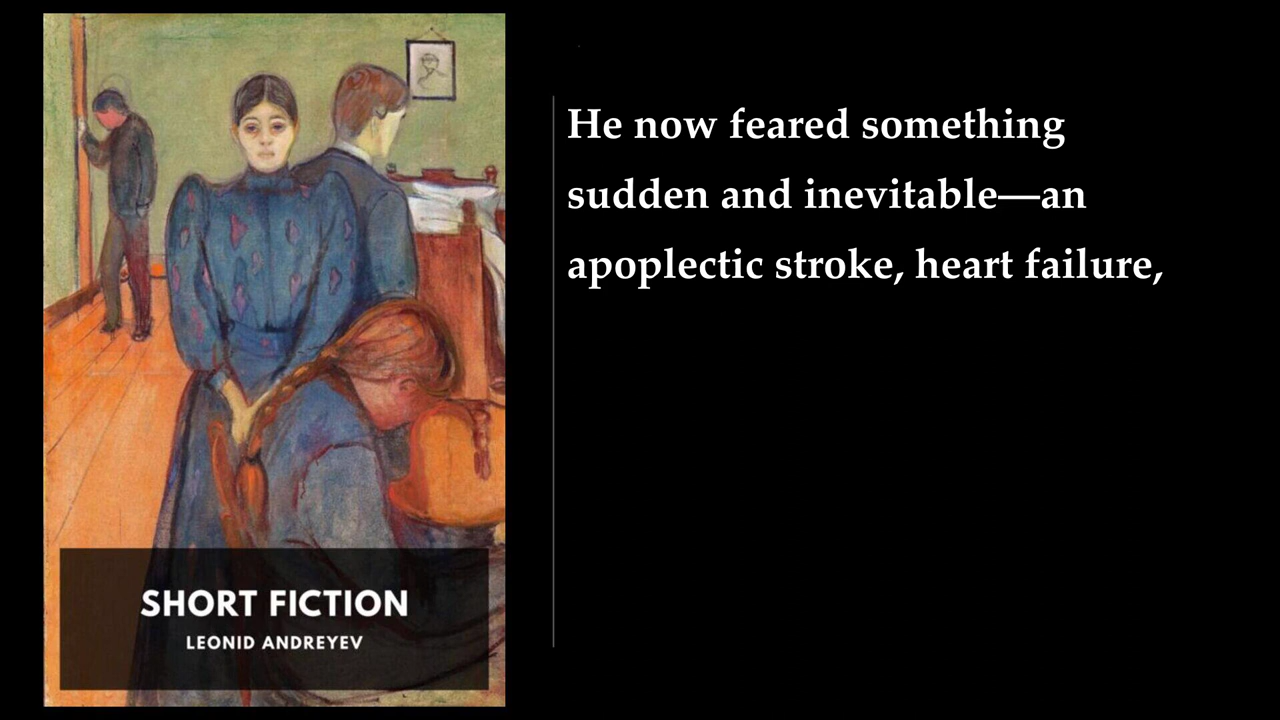 He now feared something
sudden and inevitable—an
apoplectic stroke, heart failure,
SHORT FICTION
LEONID ANDREYEV